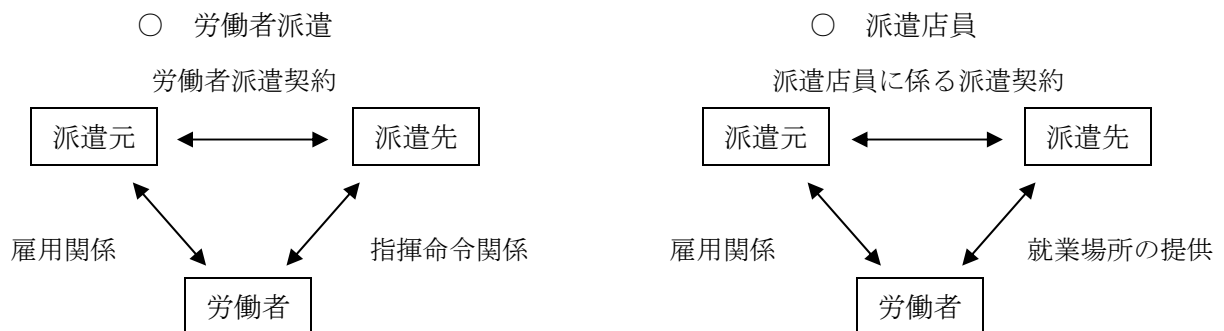 ○ 労働者派遣
労働者派遣契約
派遣元
派遣先
雇用関係
指揮命令関係
労働者
○ 派遣店員
派遣店員に係る派遣契約
派遣元
派遣先
雇用関係
就業場所の提供
労働者